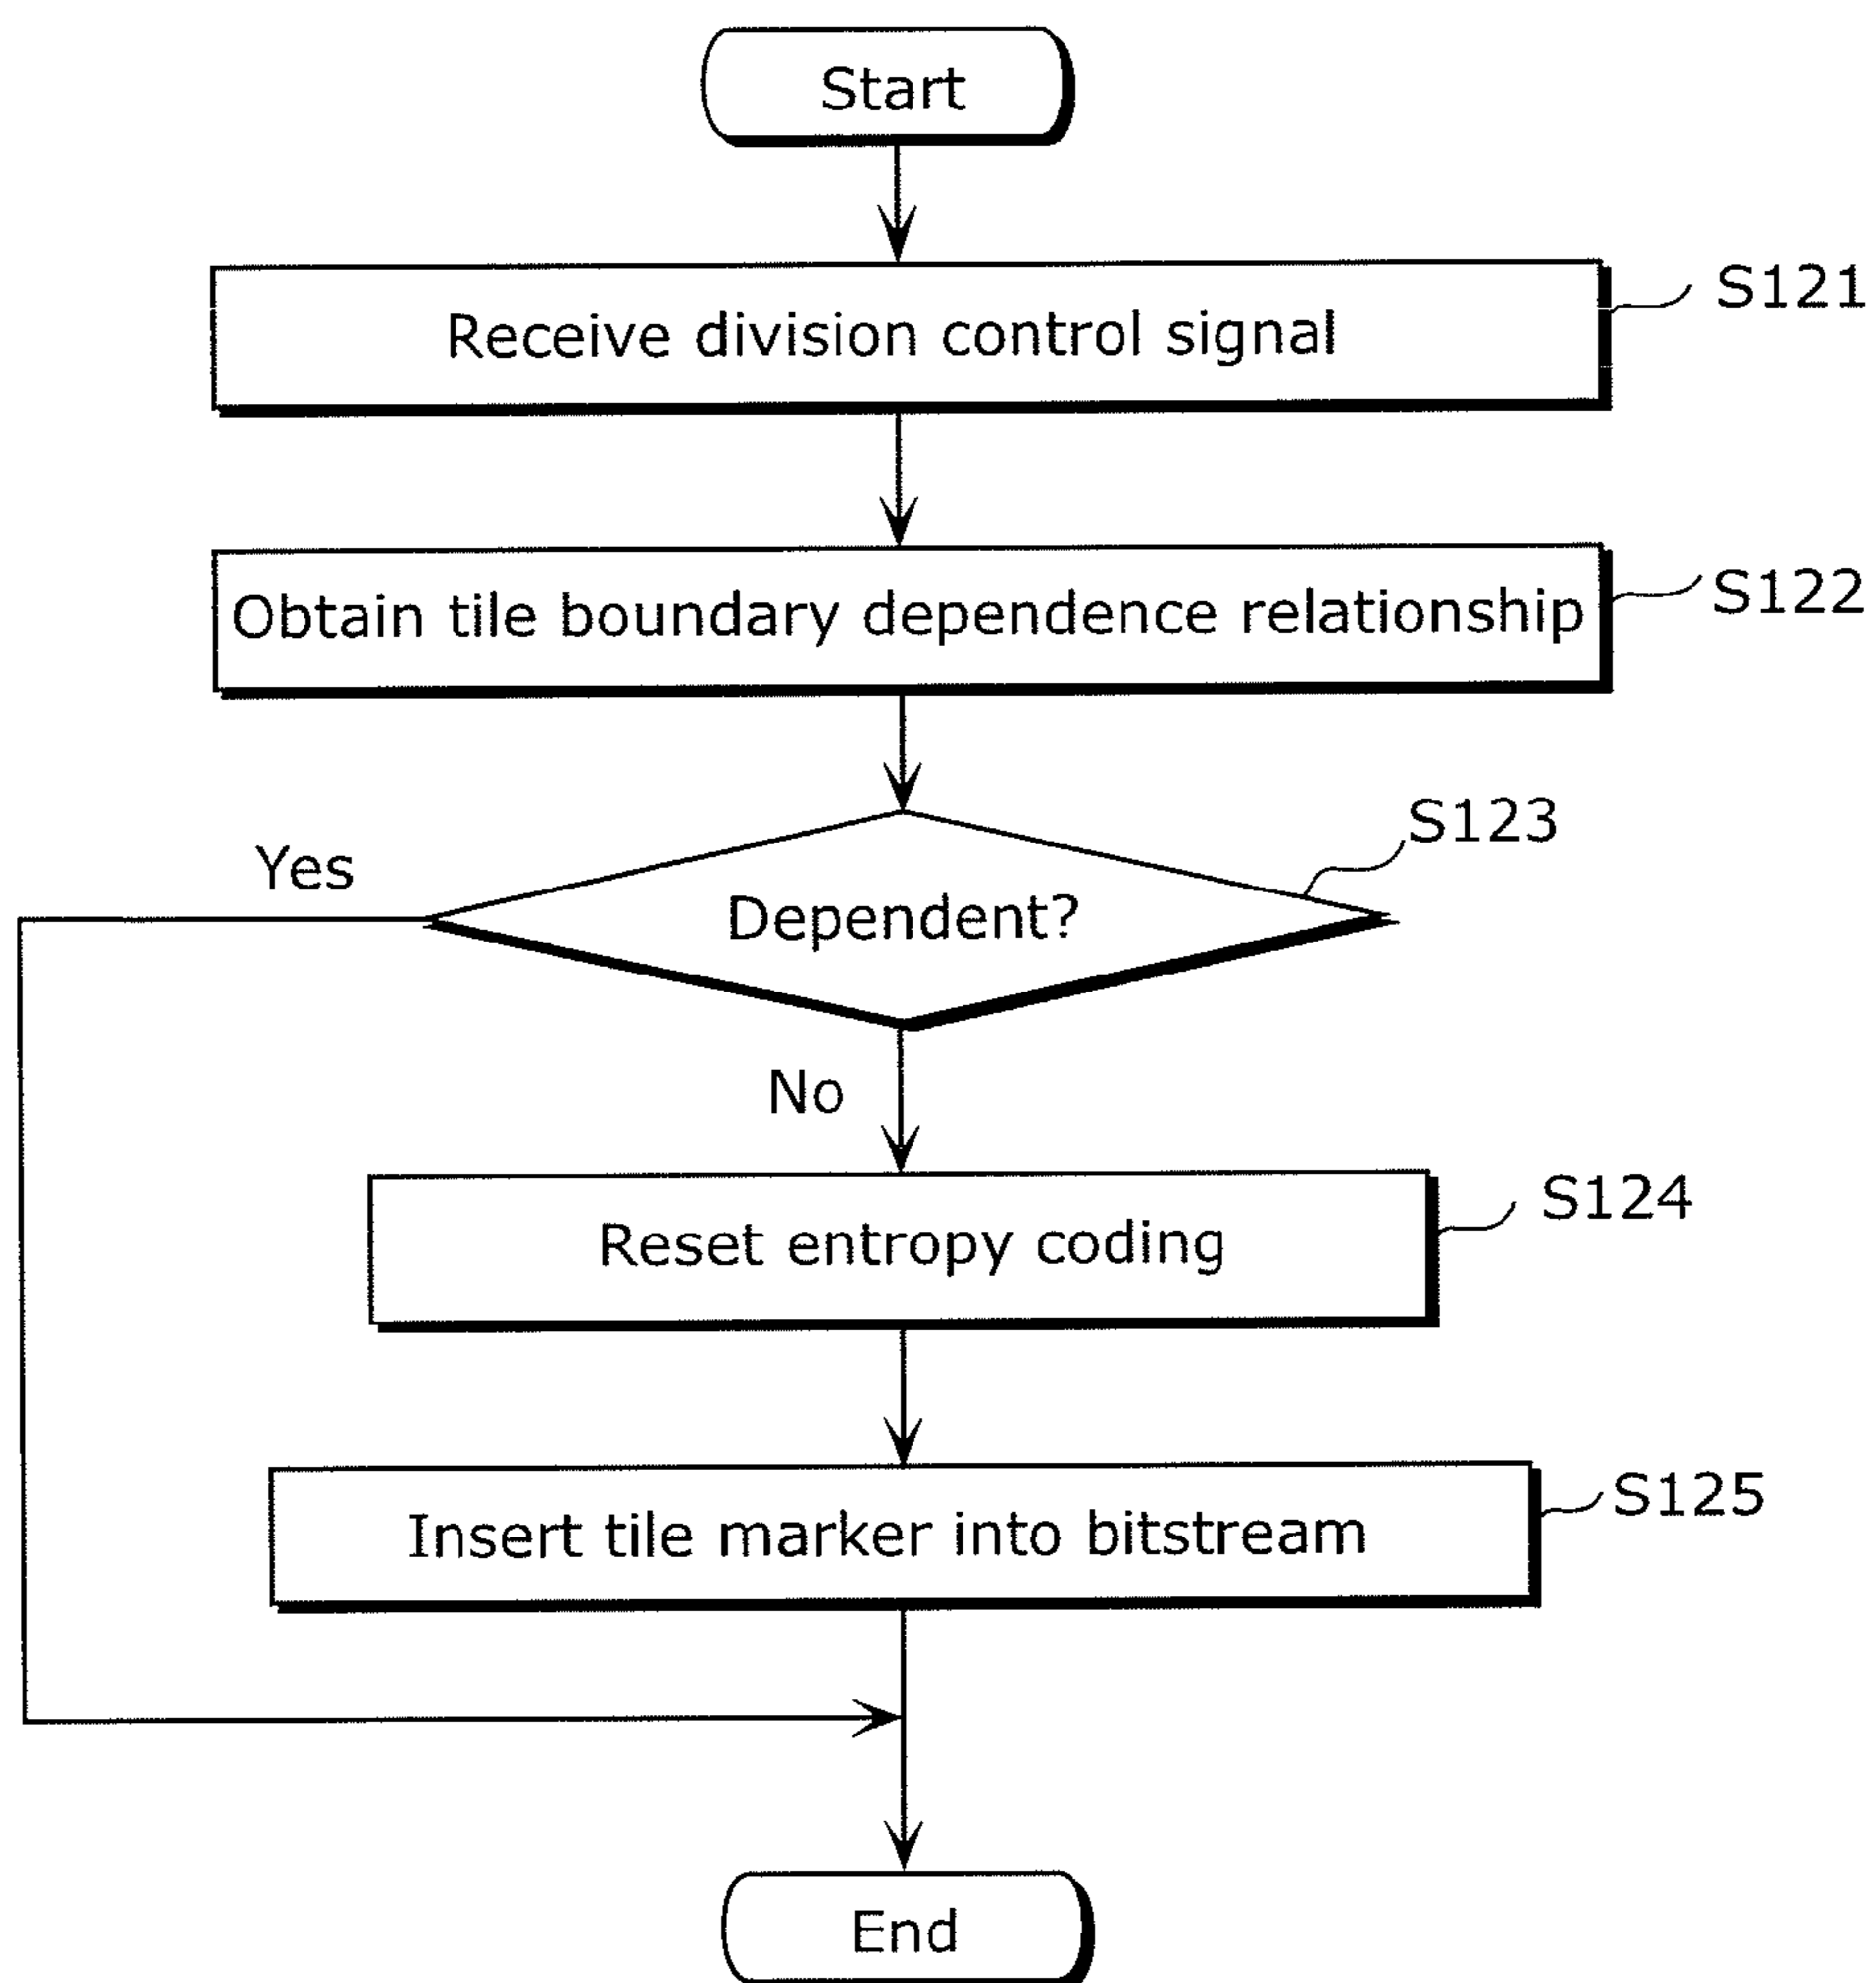 Start
Receive division control signal
S121
Obtain tile boundary dependence relationship
S122
S123
Yes
Dependent?
No
Reset entropy coding
S124
Insert tile marker into bitstream
S125
End